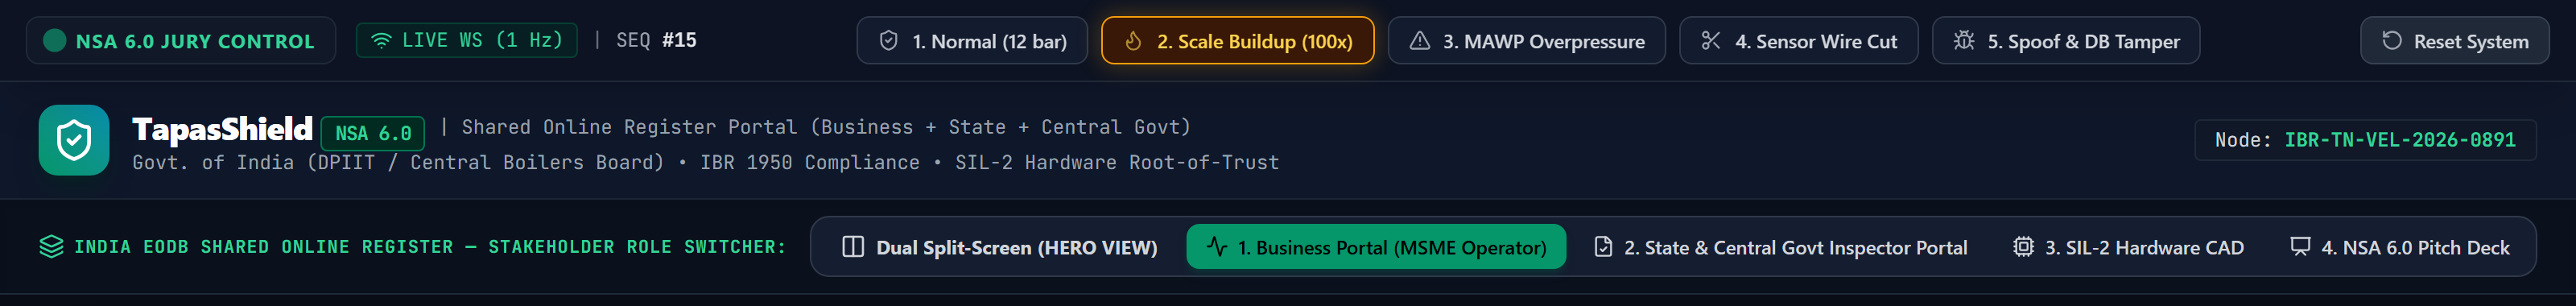 NSA 6.0 JURY CONTROL LIVE WS (1 Hz) | SEQ #15 1. Normal (12 bar) 2. Scale Buildup (100x) 3. MAWP Overpressure 4. Sensor Wire Cut 5. Spoof & DB Tamper Reset System
TapasShield NSA 6.0 | Shared Online Register Portal (Business + State + Central Govt)
Govt. of India (DPIIT / Central Boilers Board) • IBR 1950 Compliance • SIL-2 Hardware Root-of-Trust
Node: IBR-TN-VEL-2026-0891
INDIA EODB SHARED ONLINE REGISTER — STAKEHOLDER ROLE SWITCHER: Dual Split-Screen (HERO VIEW) 1. Business Portal (MSME Operator) 2. State & Central Govt Inspector Portal 3. SIL-2 Hardware CAD 4. NSA 6.0 Pitch Deck